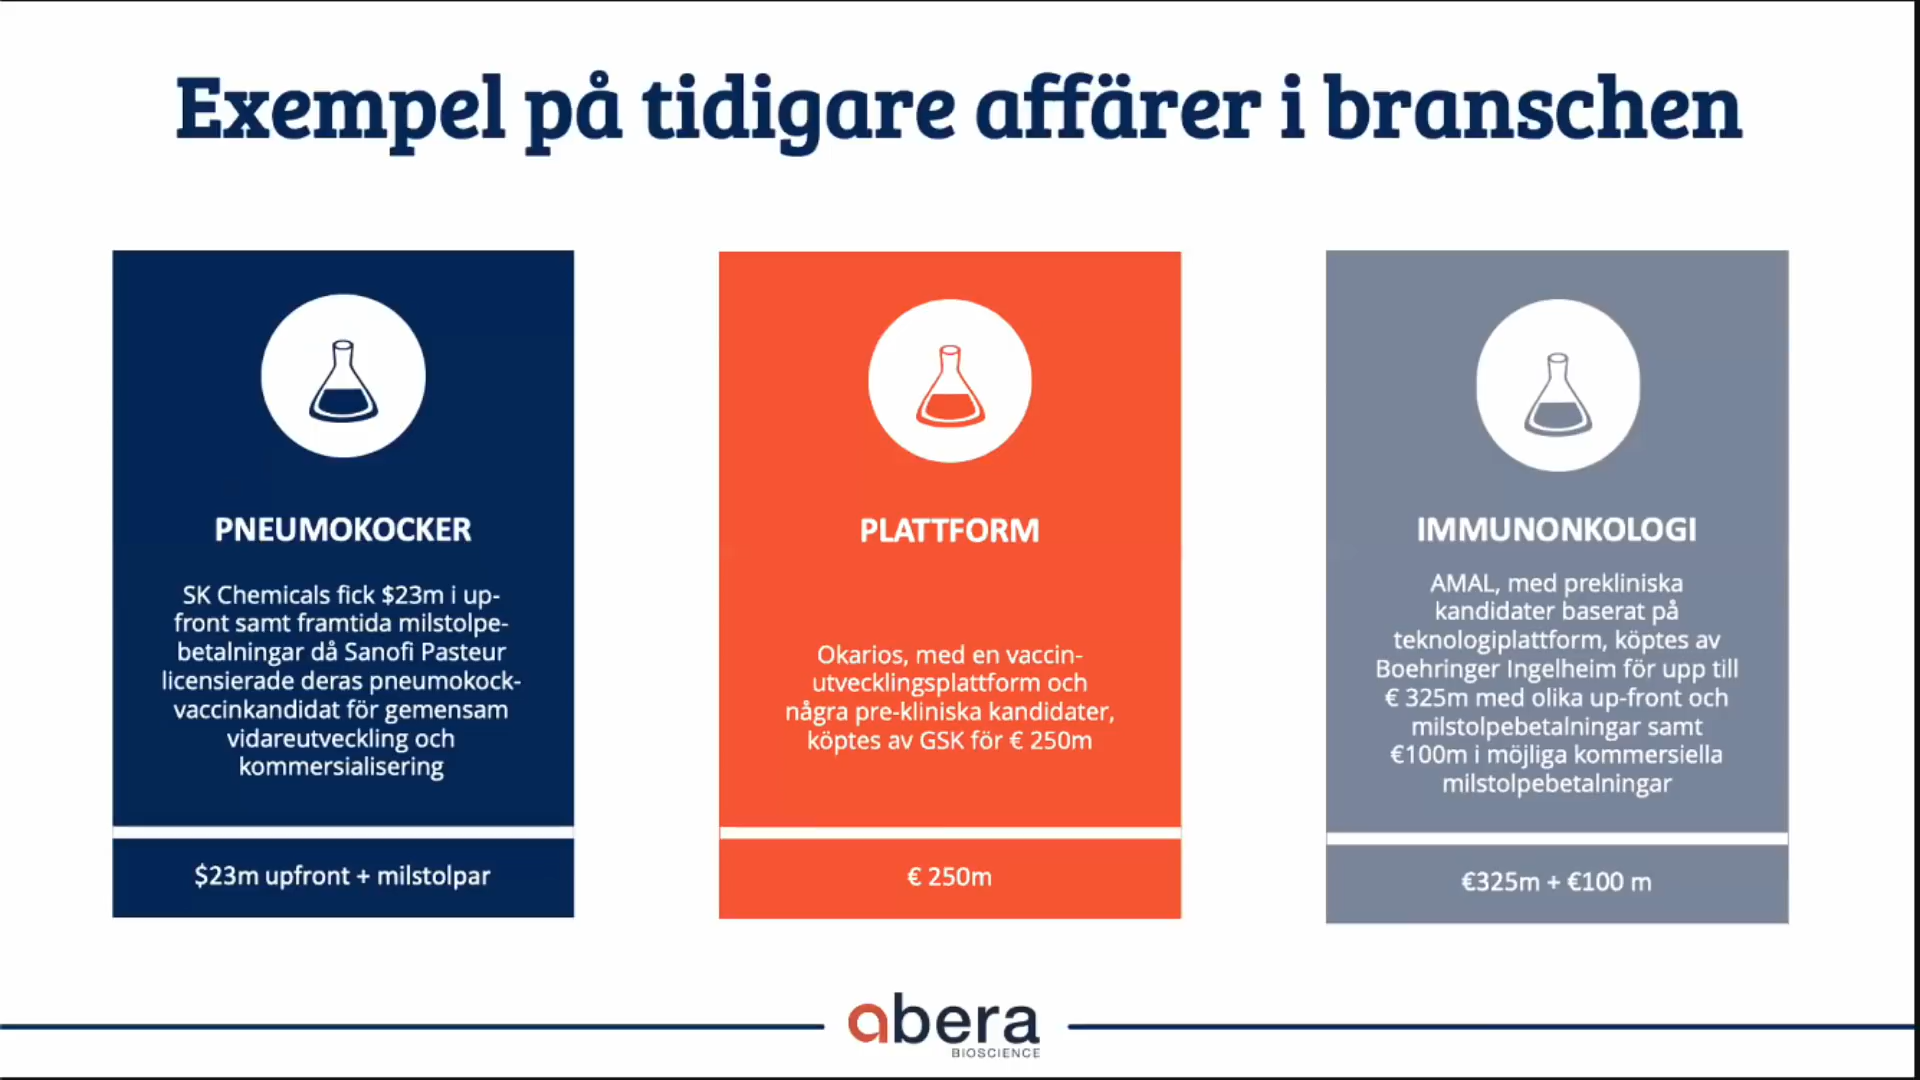 Exempel på tidigare affärer i branschen
PNEUMOKOCKER
SK Chemicals fick $23m i up-
front samt framtida milstolpe-
betalningar då Sanofi Pasteur
licensierade deras pneumokock-
vaccinkandidat för gemensam
vidareutveckling och
kommersialisering
$23m upfront + milstolpar
PLATTFORM
Okarios, med en vaccin-
utvecklingsplattform och
några pre-kliniska kandidater,
köptes av GSK för € 250m
€ 250m
IMMUNONKOLOGI
AMAL, med prekliniska
kandidater baserat på
teknologiplattform, köptes av
Boehringer Ingelheim för upp till
€ 325m med olika up-front och
milstolpebetalningar samt
€100m i möjliga kommersiella
milstolpebetalningar
€325m + €100 m
abera
BIOSCIENCE